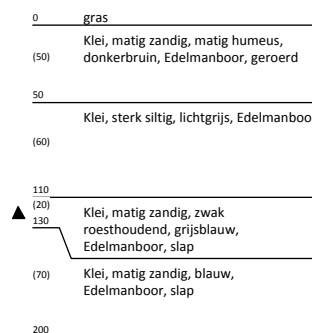 0 gras
Klei, matig zandig, matig humeus,
(50) donkerbruin, Edelmanboor, geroerd
50
Klei, sterk siltig, lichtgrijs, Edelmanboo
(60)
110
(20) Klei, matig zandig, zwak
130 roesthoudend, grijsblauw,
Edelmanboor, slap
(70) Klei, matig zandig, blauw,
Edelmanboor, slap
200